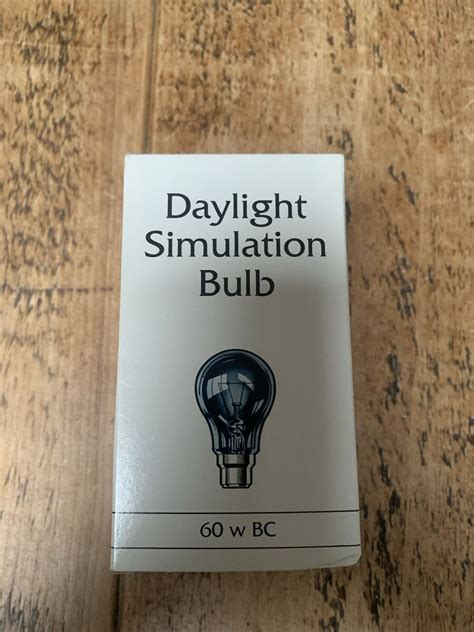 Daylight
Simulation
Bulb
60 w BC